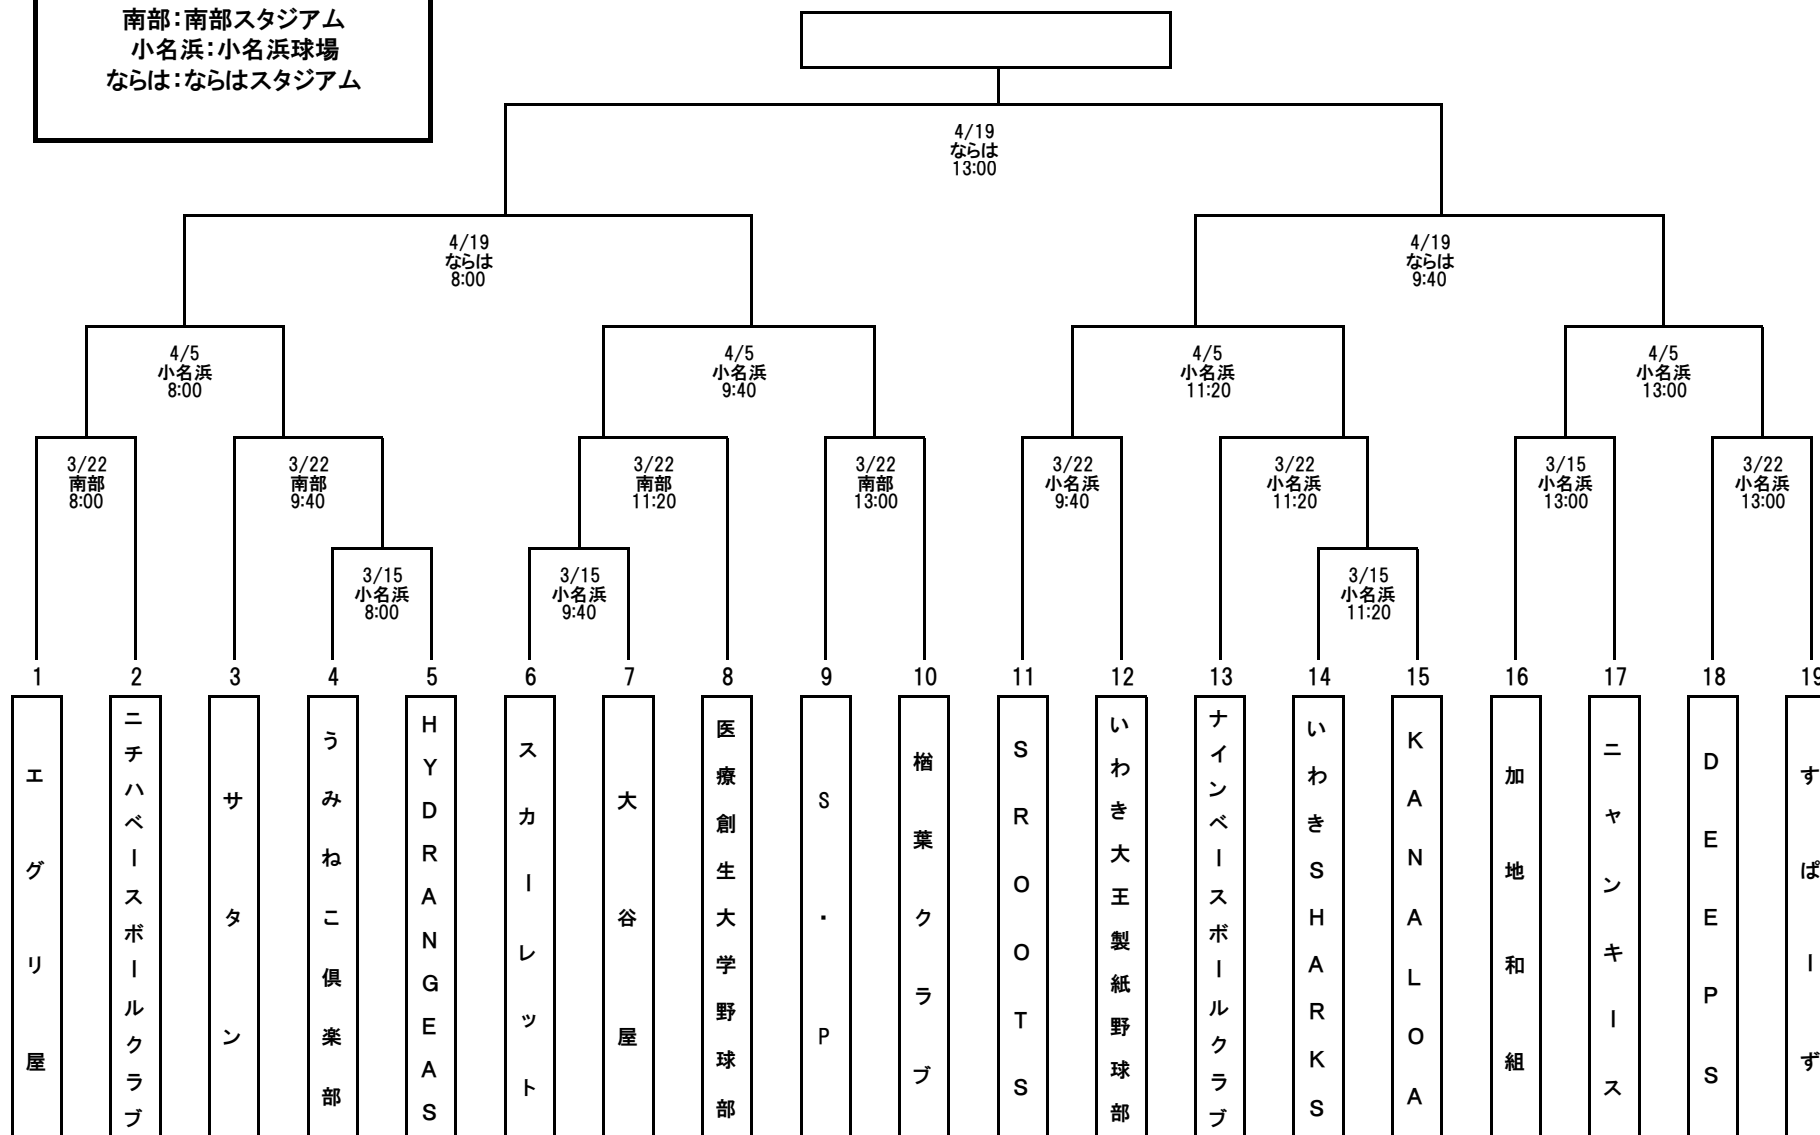 南部：南部スタジアム
小名浜：小名浜球場
ならは：ならはスタジアム
4/19
ならは
13:00
4/19
ならは
8:00
4/19
ならは
9:40
4/5
小名浜
8:00
4/5
小名浜
9:40
4/5
小名浜
11:20
4/5
小名浜
13:00
3/22
南部
8:00
3/22
南部
9:40
3/22
南部
11:20
3/22
南部
13:00
3/22
小名浜
9:40
3/22
小名浜
11:20
3/15
小名浜
13:00
3/22
小名浜
13:00
3/15
小名浜
8:00
3/15
小名浜
9:40
3/15
小名浜
11:20
1 2 3 4 5 6 7 8 9 10 11 12 13 14 15 16 17 18 19
エグリ屋
ニチハベースボールクラブ
サタン
うみねこ倶楽部
HYDRANGEAS
スカーレット
大谷屋
医療創生大学野球部
S・P
楢葉クラブ
SROOTS
いわき大王製紙野球部
ナインベースボールクラブ
いわきSHARKS
KANALOA
加地和組
ニャンキース
DEEPS
すぱーず